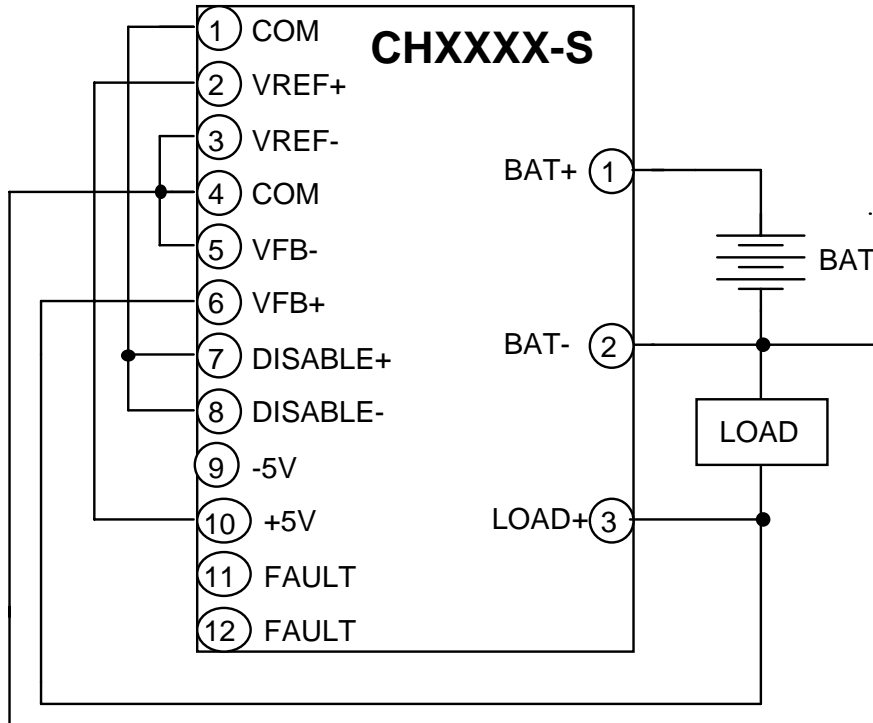 CHXXXX-S
1 COM
2 VREF+
3 VREF-
4 COM
5 VFB-
6 VFB+
7 DISABLE+
8 DISABLE-
9 -5V
10 +5V
11 FAULT
12 FAULT
BAT+ 1
BAT- 2
LOAD+ 3
BAT
LOAD